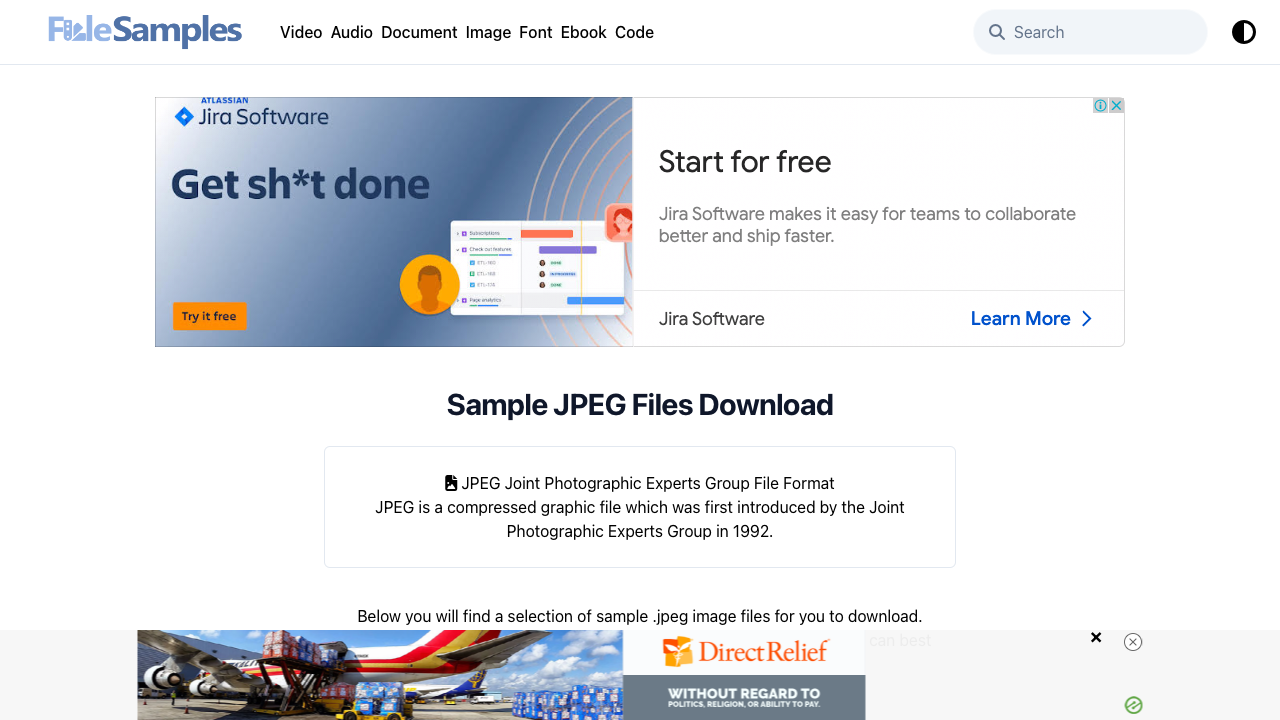 FileSamples
Video Audio Document Image Font Ebook Code
Search
ATLASSIAN
Jira Software
Get sh*t done
Subscriptions
Check out features
Page analytics
Try it free
Start for free
Jira Software makes it easy for teams to collaborate
better and ship faster.
Jira Software
Learn More
Sample JPEG Files Download
JPEG Joint Photographic Experts Group File Format
JPEG is a compressed graphic file which was first introduced by the Joint
Photographic Experts Group in 1992.
Below you will find a selection of sample .jpeg image files for you to download.
can best
DirectRelief
WITHOUT REGARD TO
POLITICS, RELIGION, OR ABILITY TO PAY.